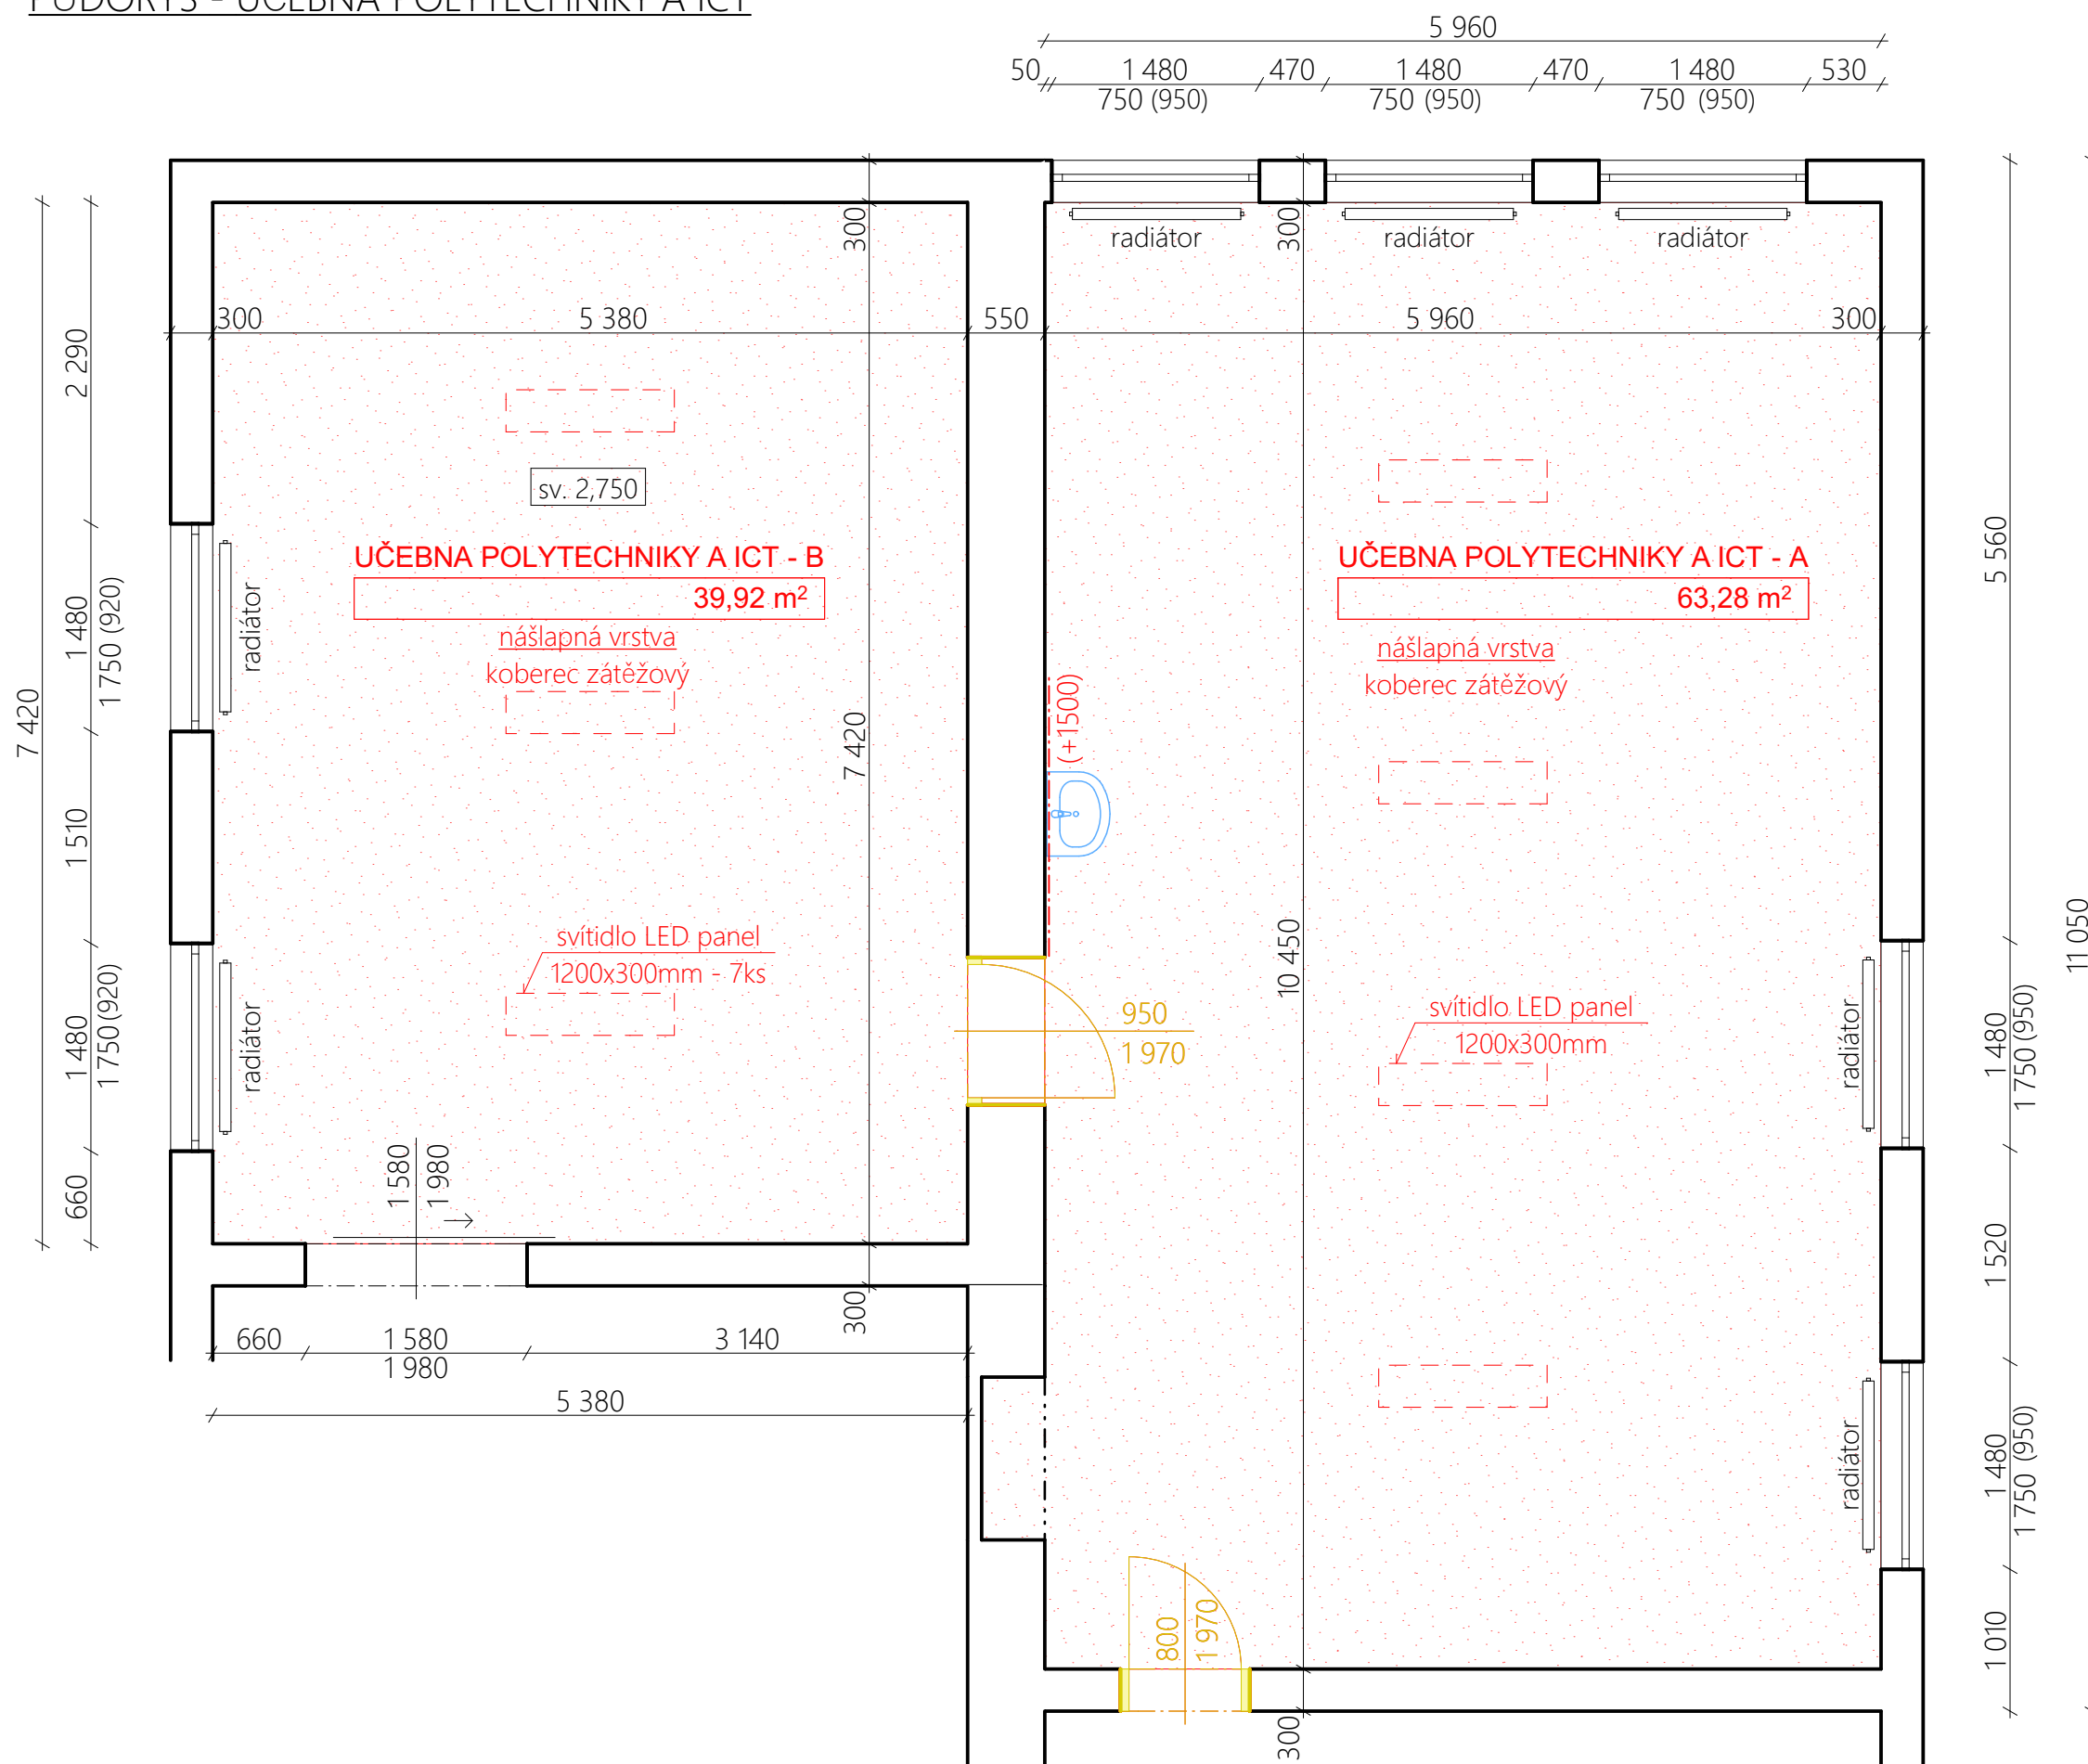 PŮDORYS - UČEBNA POLYTECHNIKY A ICT
5 960
50
1 480
470
1 480
470
1 480
530
750 (950)
750 (950)
750 (950)
300
300
radiátor
radiátor
radiátor
300
5 380
550
5 960
300
2 290
sv. 2,750
UČEBNA POLYTECHNIKY A ICT - B
39,92 m²
nášlapná vrstva
koberec zátěžový
UČEBNA POLYTECHNIKY A ICT - A
63,28 m²
nášlapná vrstva
koberec zátěžový
5 560
1 480
1 750 (920)
radiátor
7 420
7 420
(+1500)
1 510
svítidlo LED panel
1200x300mm - 7ks
10 450
11 050
950
1 970
svítidlo LED panel
1200x300mm
1 480
1 750 (920)
radiátor
radiátor
1 480
1 750 (950)
660
1 580
1 980
1 520
300
660
1 580
3 140
1 980
5 380
radiátor
1 480
1 750 (950)
800
1 970
1 010
300